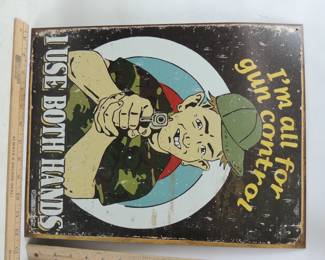 I'm all for
gun control
I USE BOTH HANDS